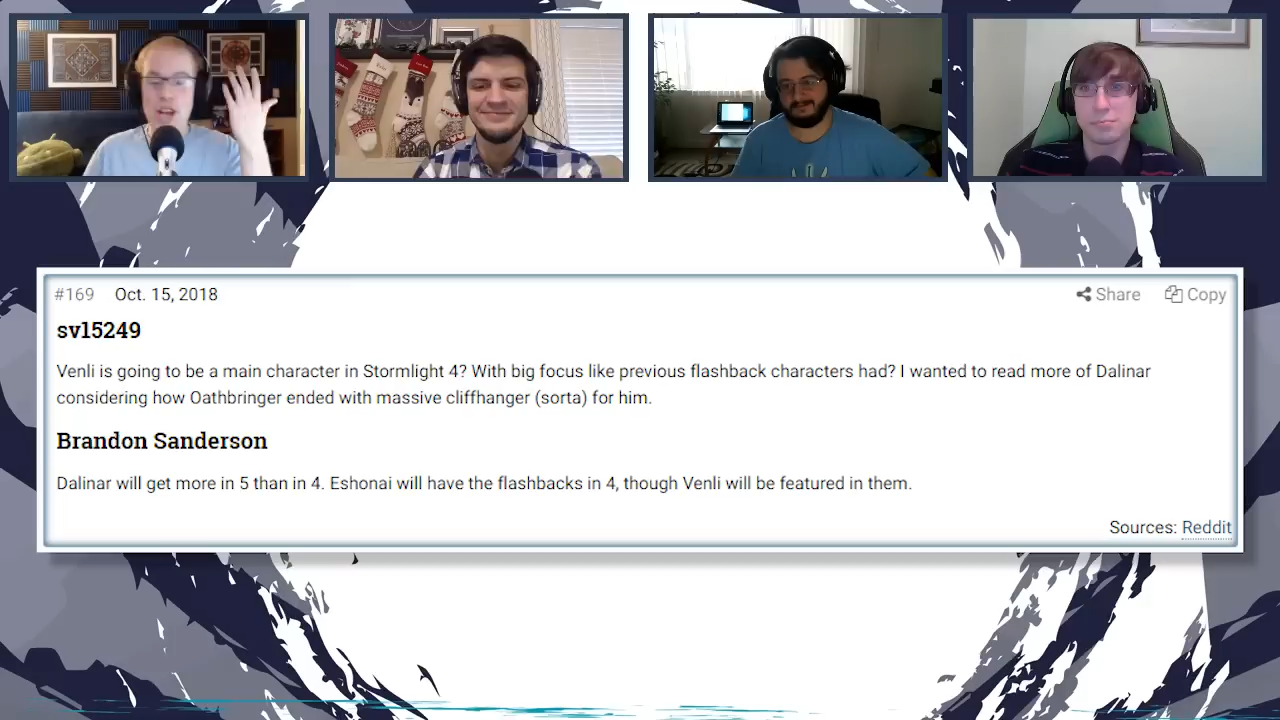 #169 Oct. 15, 2018 Share Copy
sv15249
Venli is going to be a main character in Stormlight 4? With big focus like previous flashback characters had? I wanted to read more of Dalinar
considering how Oathbringer ended with massive cliffhanger (sorta) for him.
Brandon Sanderson
Dalinar will get more in 5 than in 4. Eshonai will have the flashbacks in 4, though Venli will be featured in them.
Sources: Reddit